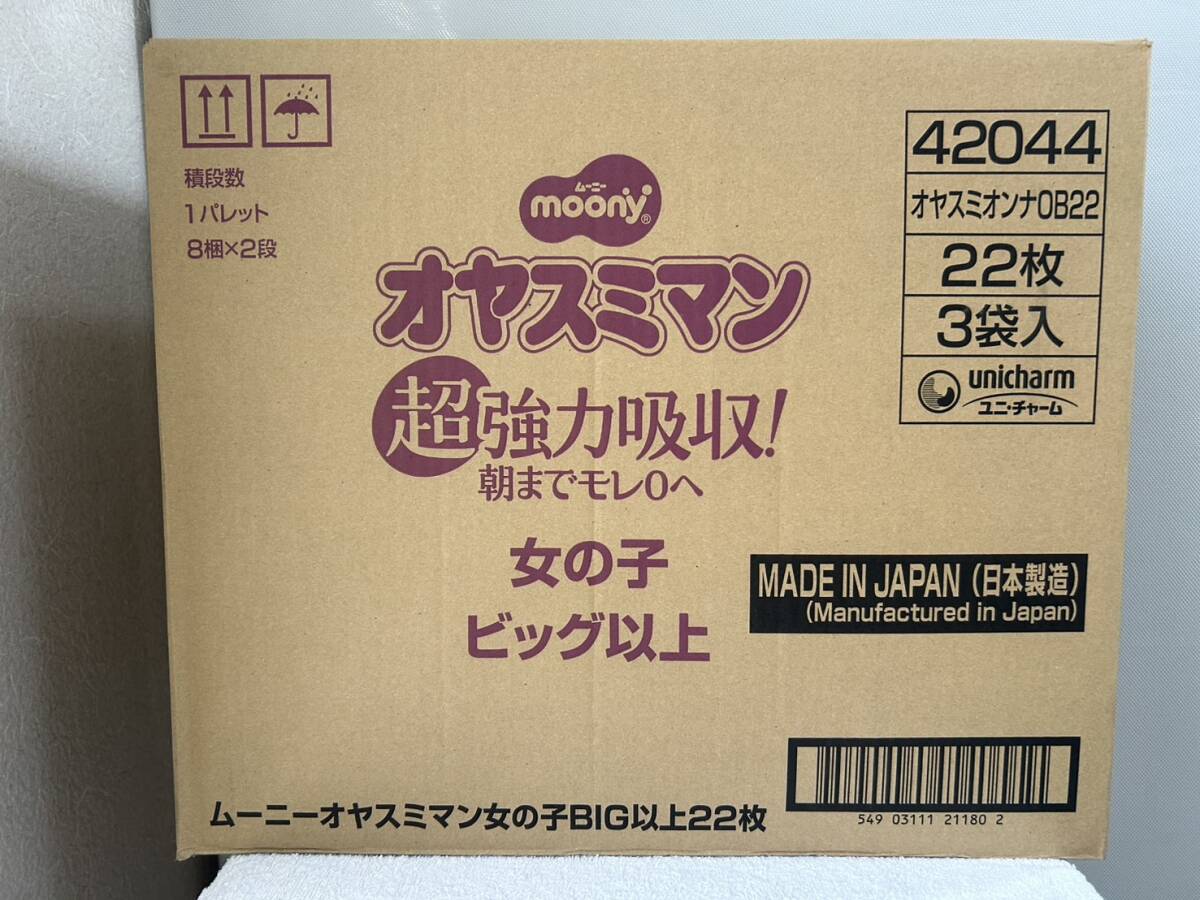 積段数
1パレット
8梱×2段
ムーニー
moony®
オヤスミマン
超強力吸収!
朝までモレ0へ
女の子
ビッグ以上
42044
オヤスミオンナOB22
22枚
3袋入
unicharm
ユニ・チャーム
MADE IN JAPAN (日本製造)
(Manufactured in Japan)
549 03111 21180 2
ムーニーオヤスミマン女の子BIG以上22枚